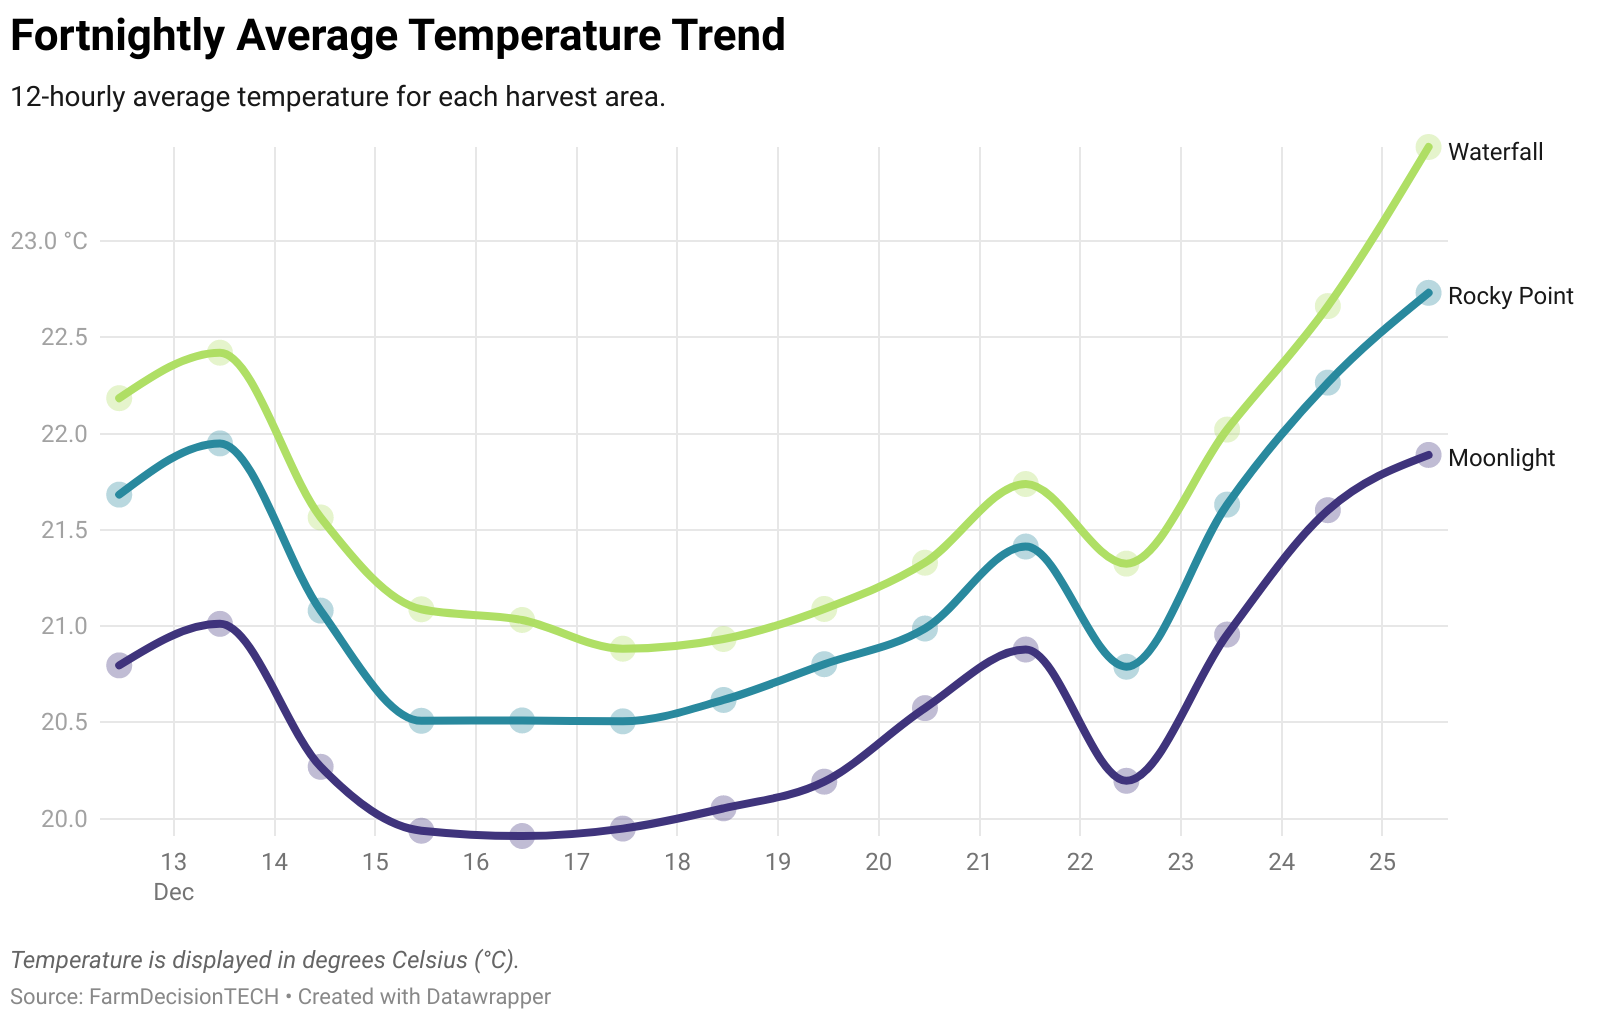 Fortnightly Average Temperature Trend
12-hourly average temperature for each harvest area.
Waterfall
23.0 °C
Rocky Point
22.5
22.0
Moonlight
21.5
21.0
20.5
20.0
13 14 15 16 17 18 19 20 21 22 23 24 25
Dec
Temperature is displayed in degrees Celsius (°C).
Source: FarmDecisionTECH • Created with Datawrapper